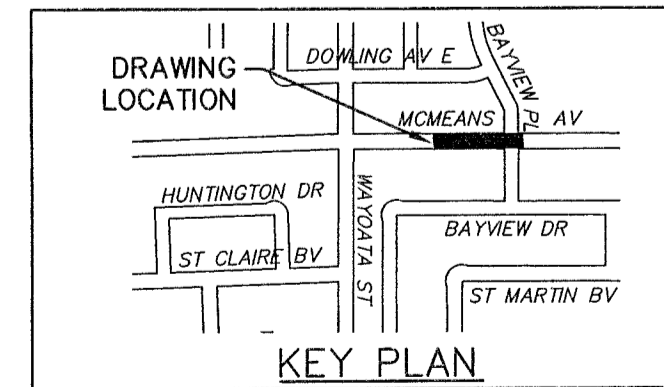 DOWLING AV E
BAYVIEW PL
DRAWING
LOCATION
MCMEANS AV
HUNTINGTON DR
WAYOATA ST
BAYVIEW DR
ST CLAIRE BV
ST MARTIN BV
KEY PLAN